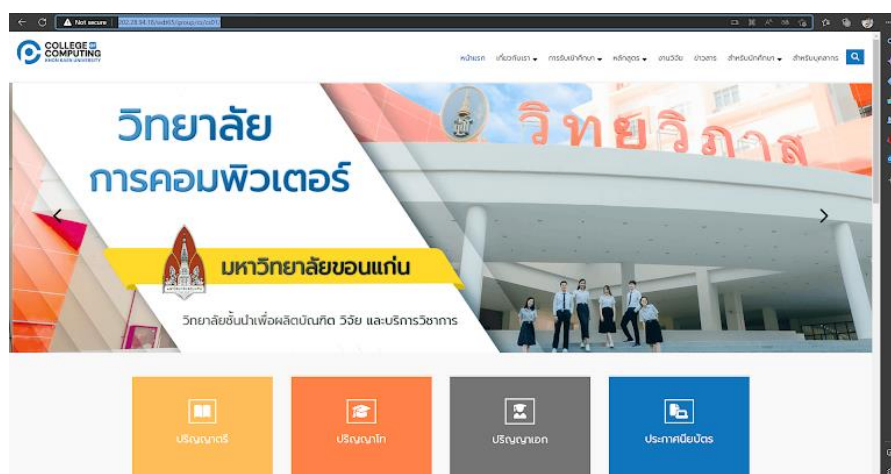 Not secure
COLLEGE OF
COMPUTING
KHON KAEN UNIVERSITY
หน้าแรก เกี่ยวกับเรา การรับเข้าศึกษา หลักสูตร งานวิจัย ข่าวสาร สำหรับนักศึกษา สำหรับบุคลากร
วิทยาลัย
การคอมพิวเตอร์
มหาวิทยาลัยขอนแก่น
วิทยาลัยชั้นนำเพื่อผลิตบัณฑิต วิจัย และบริการวิชาการ
วิทยวิภาส
ปริญญาตรี ปริญญาโท ปริญญาเอก ประกาศนียบัตร